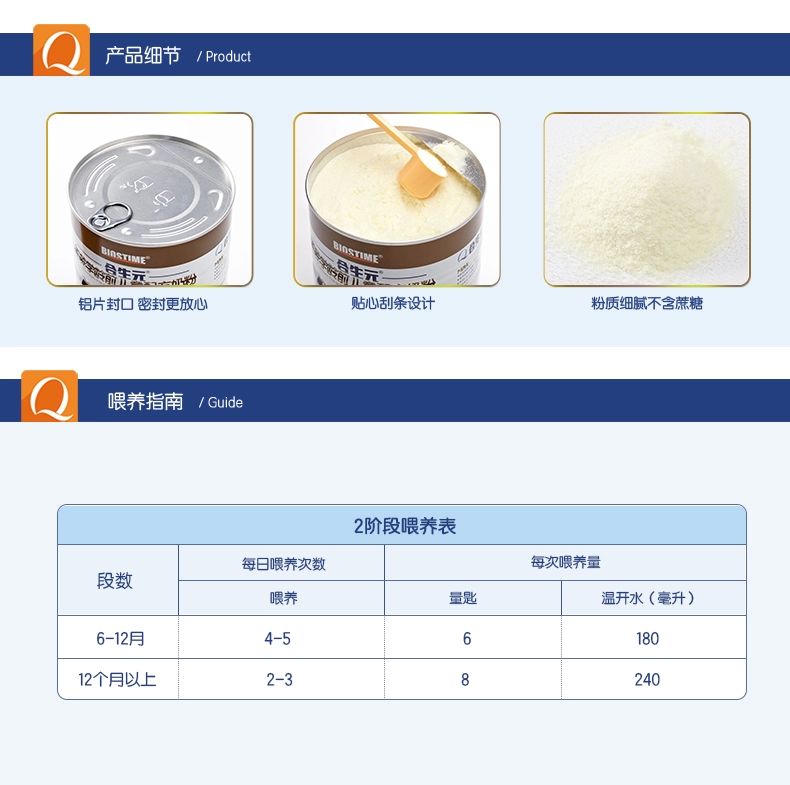 Q 产品细节 / Product
BIOSTIME®
合生元®
BIOSTIME®
合生元®
铝片封口 密封更放心
贴心刮条设计
粉质细腻不含蔗糖
Q 喂养指南 / Guide
2阶段喂养表
段数 每日喂养次数 每次喂养量
喂养 量匙 温开水（毫升）
6-12月 4-5 6 180
12个月以上 2-3 8 240